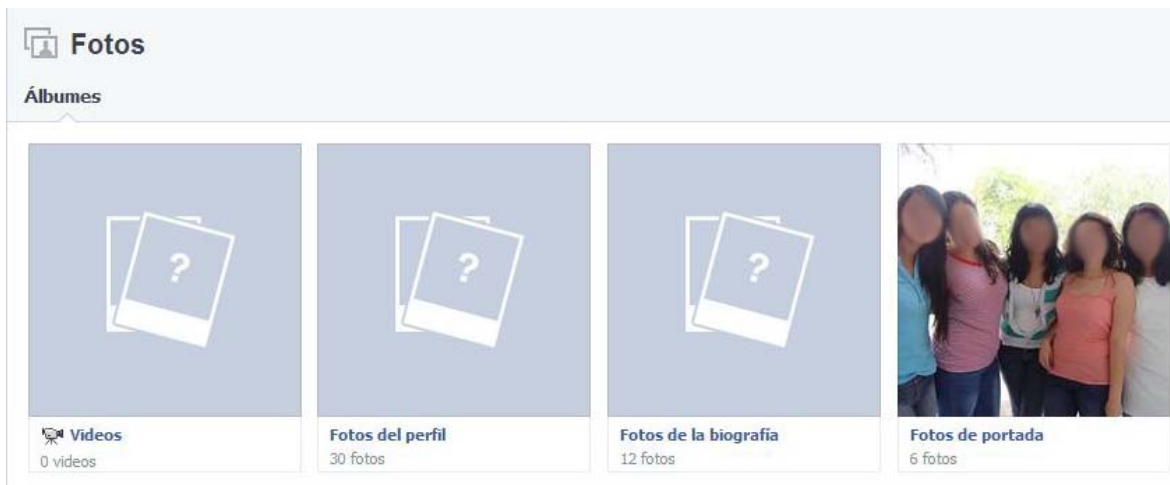 Fotos
Álbumes
?
?
?
Videos
0 videos
Fotos del perfil
30 fotos
Fotos de la biografía
12 fotos
Fotos de portada
6 fotos